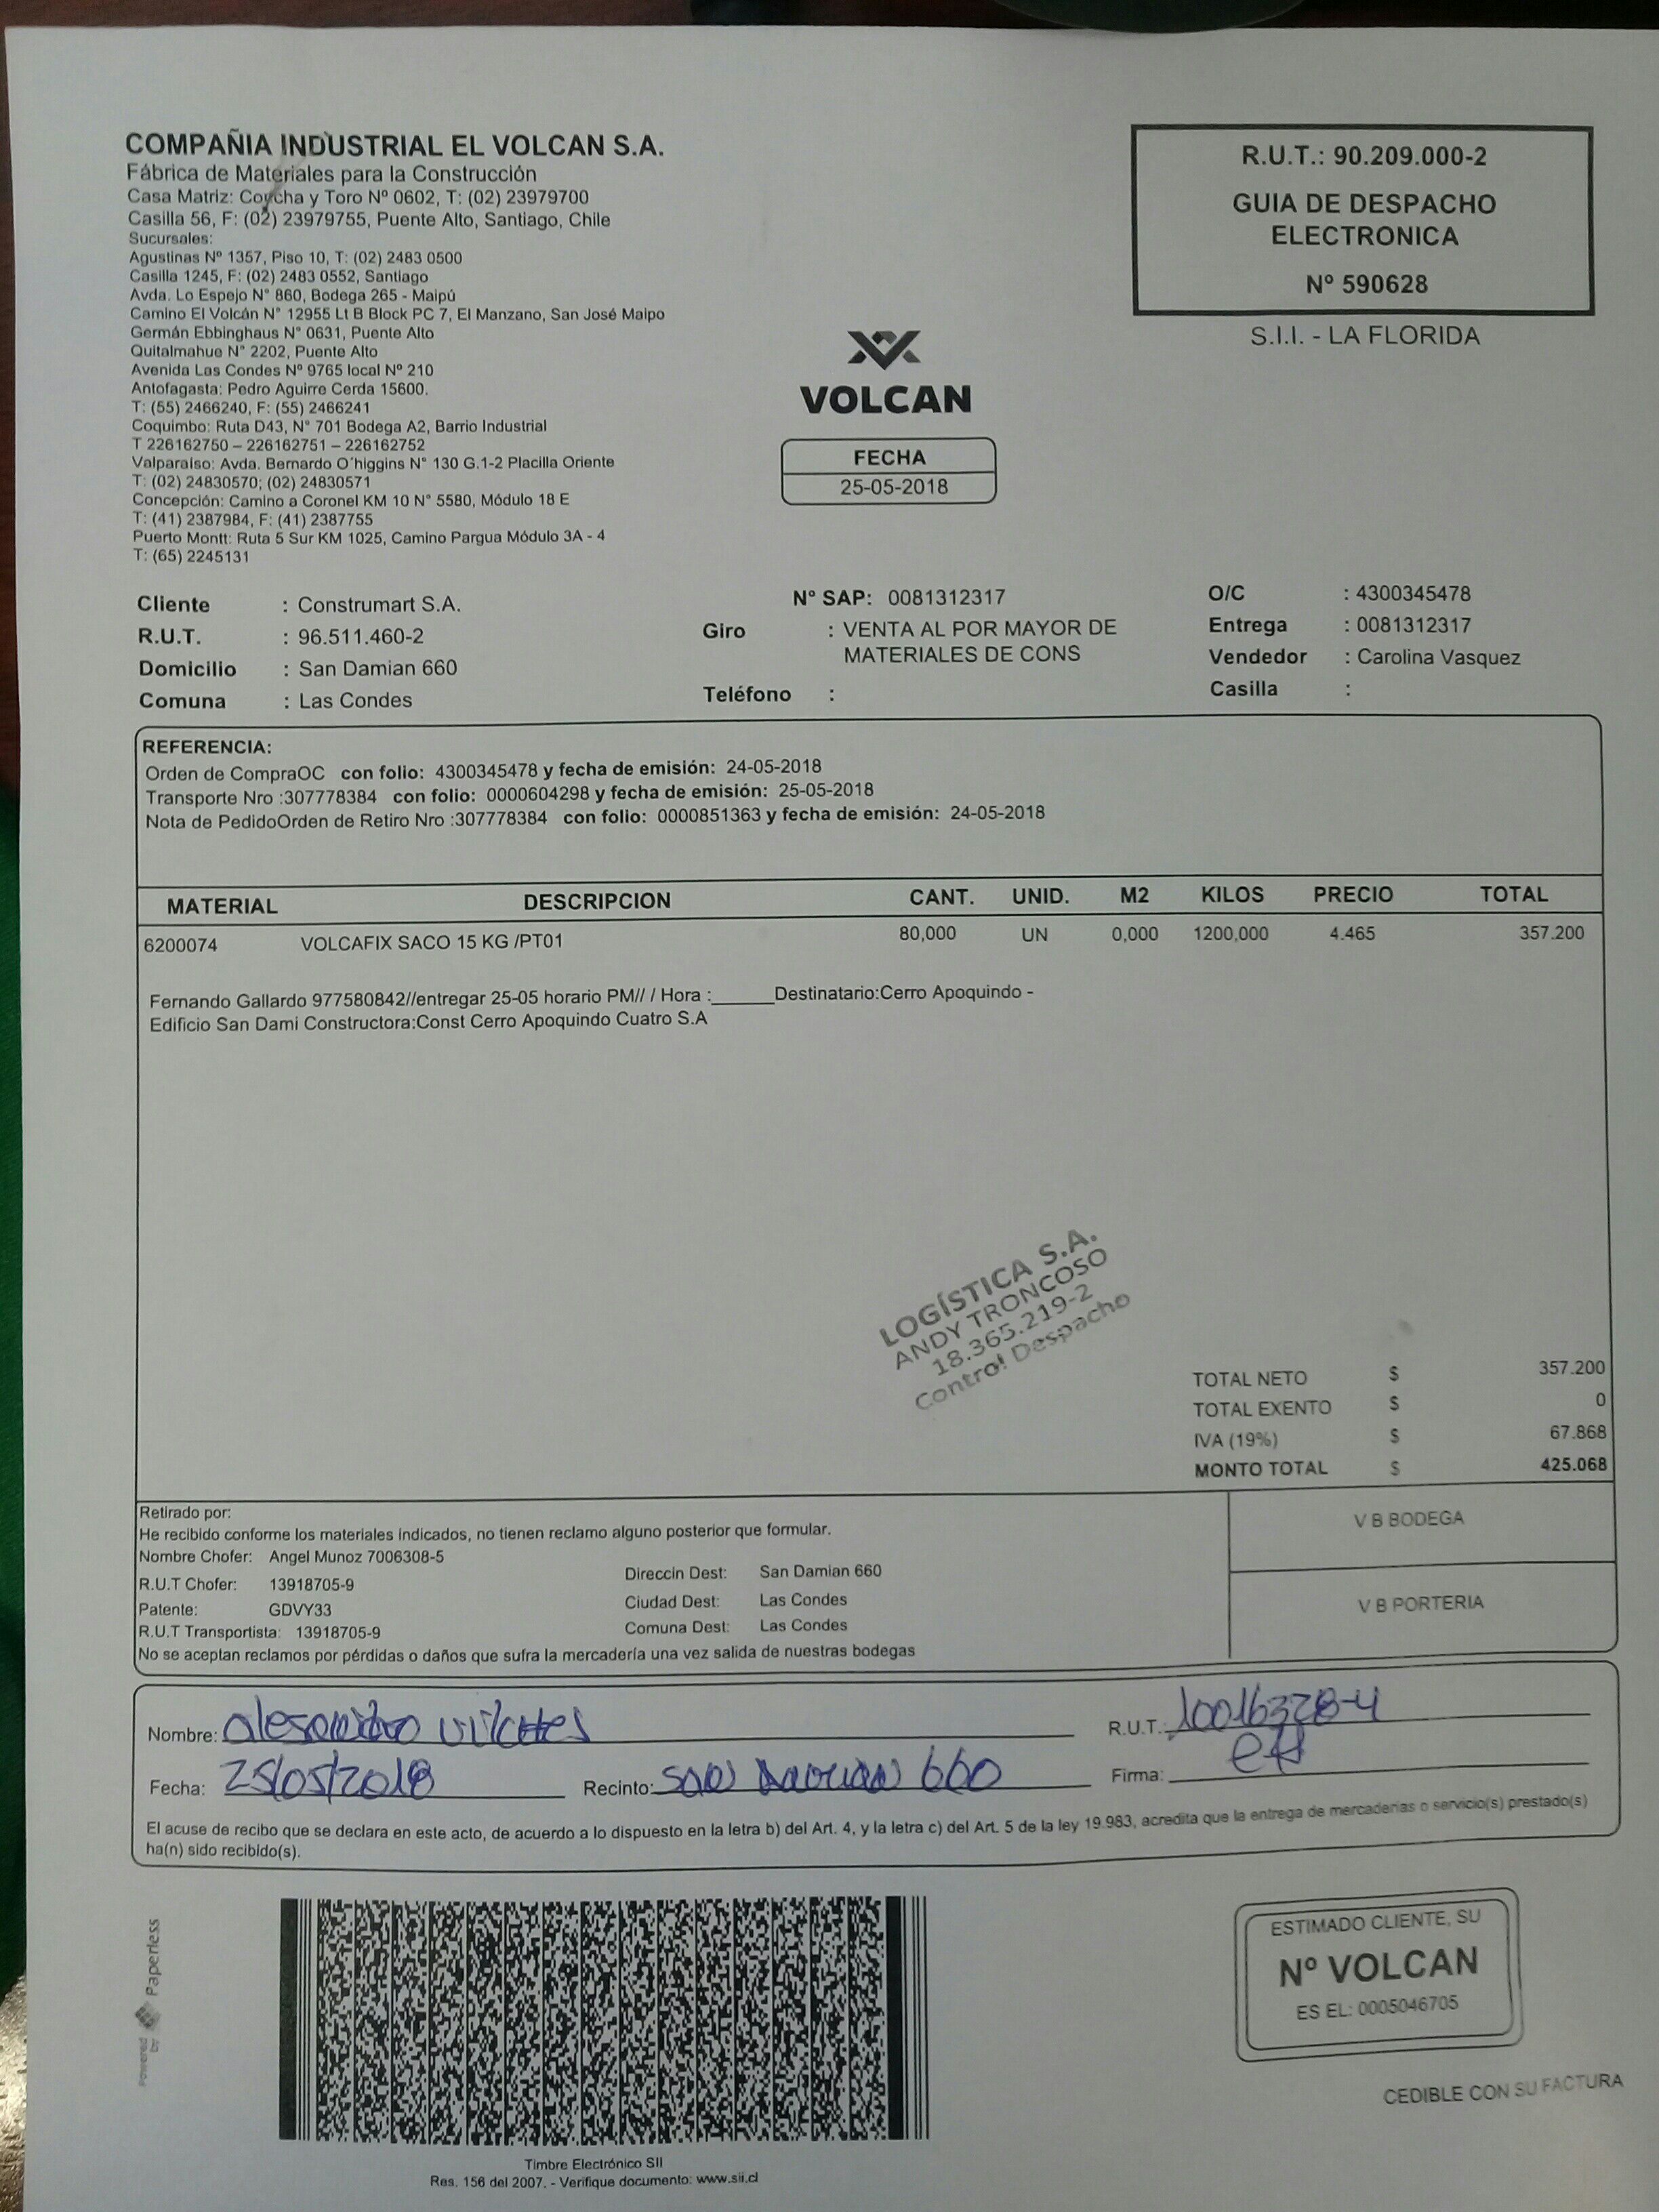 COMPAÑIA INDUSTRIAL EL VOLCAN S.A.
Fábrica de Materiales para la Construcción
Casa Matriz: Concha y Toro Nº 0602, T: (02) 23979700
Casilla 56, F: (02) 23979755, Puente Alto, Santiago, Chile
Sucursales:
Agustinas Nº 1357, Piso 10, T: (02) 2483 0500
Casilla 1245, F: (02) 2483 0552, Santiago
Avda. Lo Espejo N° 860, Bodega 265 - Maipú
Camino El Volcán N° 12955 Lt B Block PC 7, El Manzano, San José Maipo
Germán Ebbinghaus N° 0631, Puente Alto
Quitalmahue N° 2202, Puente Alto
Avenida Las Condes Nº 9765 local Nº 210
Antofagasta: Pedro Aguirre Cerda 15600.
T: (55) 2466240, F: (55) 2466241
Coquimbo: Ruta D43, N° 701 Bodega A2, Barrio Industrial
T 226162750 – 226162751 – 226162752
Valparaíso: Avda. Bernardo O'higgins N° 130 G.1-2 Placilla Oriente
T: (02) 24830570; (02) 24830571
Concepción: Camino a Coronel KM 10 N° 5580, Módulo 18 E
T: (41) 2387984, F: (41) 2387755
Puerto Montt: Ruta 5 Sur KM 1025, Camino Pargua Módulo 3A - 4
T: (65) 2245131
VOLCAN
FECHA
25-05-2018
R.U.T.: 90.209.000-2
GUIA DE DESPACHO
ELECTRONICA
Nº 590628
S.I.I. - LA FLORIDA
Cliente : Construmart S.A.
R.U.T. : 96.511.460-2
Domicilio : San Damian 660
Comuna : Las Condes
N° SAP: 0081312317
Giro : VENTA AL POR MAYOR DE
MATERIALES DE CONS
Teléfono :
O/C : 4300345478
Entrega : 0081312317
Vendedor : Carolina Vasquez
Casilla :
REFERENCIA:
Orden de CompraOC con folio: 4300345478 y fecha de emisión: 24-05-2018
Transporte Nro :307778384 con folio: 0000604298 y fecha de emisión: 25-05-2018
Nota de PedidoOrden de Retiro Nro :307778384 con folio: 0000851363 y fecha de emisión: 24-05-2018
MATERIAL DESCRIPCION CANT. UNID. M2 KILOS PRECIO TOTAL
6200074 VOLCAFIX SACO 15 KG /PT01 80,000 UN 0,000 1200,000 4.465 357.200
Fernando Gallardo 977580842//entregar 25-05 horario PM// / Hora :______Destinatario:Cerro Apoquindo -
Edificio San Dami Constructora:Const Cerro Apoquindo Cuatro S.A
LOGÍSTICA S.A.
ANDY TRONCOSO
18.365.219-2
Control Despacho
TOTAL NETO $ 357.200
TOTAL EXENTO $ 0
IVA (19%) $ 67.868
MONTO TOTAL $ 425.068
Retirado por:
He recibido conforme los materiales indicados, no tienen reclamo alguno posterior que formular.
Nombre Chofer: Angel Munoz 7006308-5
R.U.T Chofer: 13918705-9
Patente: GDVY33
R.U.T Transportista: 13918705-9
Direccin Dest: San Damian 660
Ciudad Dest: Las Condes
Comuna Dest: Las Condes
No se aceptan reclamos por pérdidas o daños que sufra la mercadería una vez salida de nuestras bodegas
V B BODEGA
V B PORTERIA
Nombre: alesandro vilches
R.U.T.: 10016328-4
Fecha: 25/05/2018
Recinto: San Damian 660
Firma:
El acuse de recibo que se declara en este acto, de acuerdo a lo dispuesto en la letra b) del Art. 4, y la letra c) del Art. 5 de la ley 19.983, acredita que la entrega de mercaderias o servicio(s) prestado(s)
ha(n) sido recibido(s).
Powered by Paperless
Timbre Electrónico SII
Res. 156 del 2007. - Verifique documento: www.sii.cl
ESTIMADO CLIENTE, SU
Nº VOLCAN
ES EL: 0005046705
CEDIBLE CON SU FACTURA